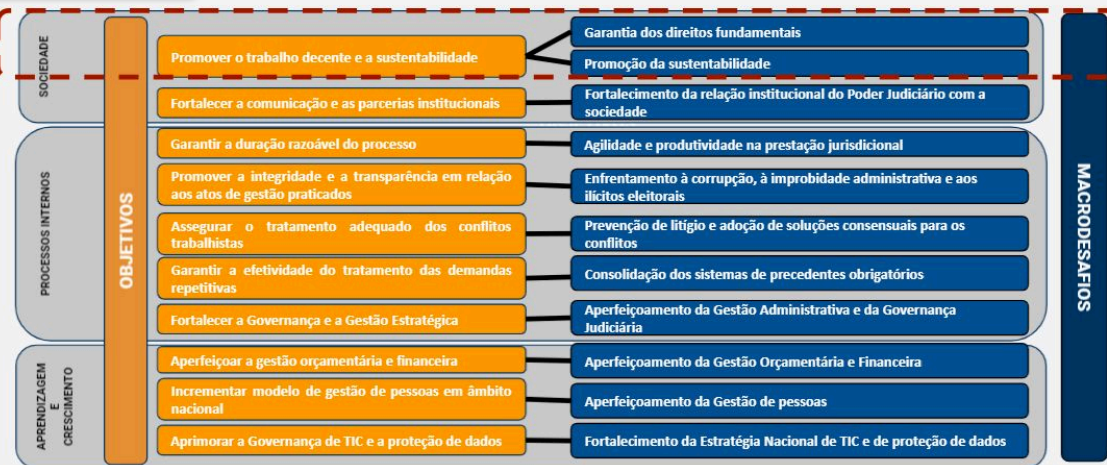 SOCIEDADE
OBJETIVOS
Promover o trabalho decente e a sustentabilidade
Garantia dos direitos fundamentais
Promoção da sustentabilidade
Fortalecer a comunicação e as parcerias institucionais
Fortalecimento da relação institucional do Poder Judiciário com a
sociedade
PROCESSOS INTERNOS
Garantir a duração razoável do processo
Agilidade e produtividade na prestação jurisdicional
Promover a integridade e a transparência em relação
aos atos de gestão praticados
Enfrentamento à corrupção, à improbidade administrativa e aos
ilícitos eleitorais
Assegurar o tratamento adequado dos conflitos
trabalhistas
Prevenção de litígio e adoção de soluções consensuais para os
conflitos
Garantir a efetividade do tratamento das demandas
repetitivas
Consolidação dos sistemas de precedentes obrigatórios
Fortalecer a Governança e a Gestão Estratégica
Aperfeiçoamento da Gestão Administrativa e da Governança
Judiciária
APRENDIZAGEM
E
CRESCIMENTO
Aperfeiçoar a gestão orçamentária e financeira
Aperfeiçoamento da Gestão Orçamentária e Financeira
Incrementar modelo de gestão de pessoas em âmbito
nacional
Aperfeiçoamento da Gestão de pessoas
Aprimorar a Governança de TIC e a proteção de dados
Fortalecimento da Estratégia Nacional de TIC e de proteção de dados
MACRODESAFIOS